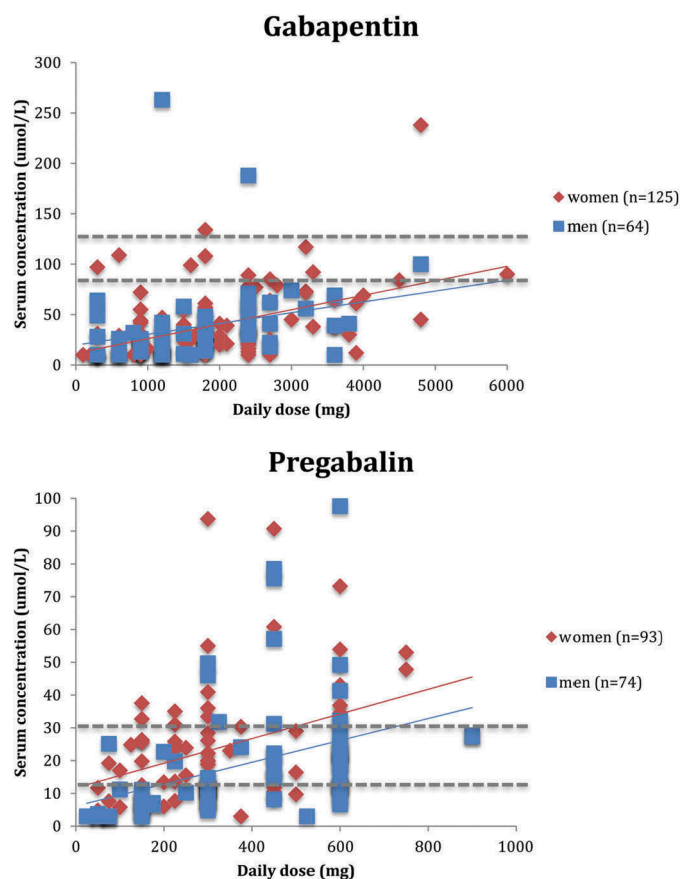 Gabapentin
Serum concentration (umol/L)
300
250
200
150
100
50
0
0 1000 2000 3000 4000 5000 6000
Daily dose (mg)
women (n=125)
men (n=64)
Pregabalin
Serum concentration (umol/L)
100
90
80
70
60
50
40
30
20
10
0
0 200 400 600 800 1000
Daily dose (mg)
women (n=93)
men (n=74)